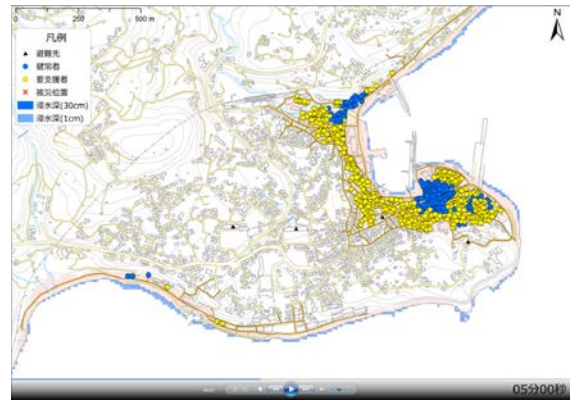 0 250 500 m
N
凡例
避難先
健常者
要支援者
被災位置
浸水深(30cm)
浸水深(1cm)
05分00秒